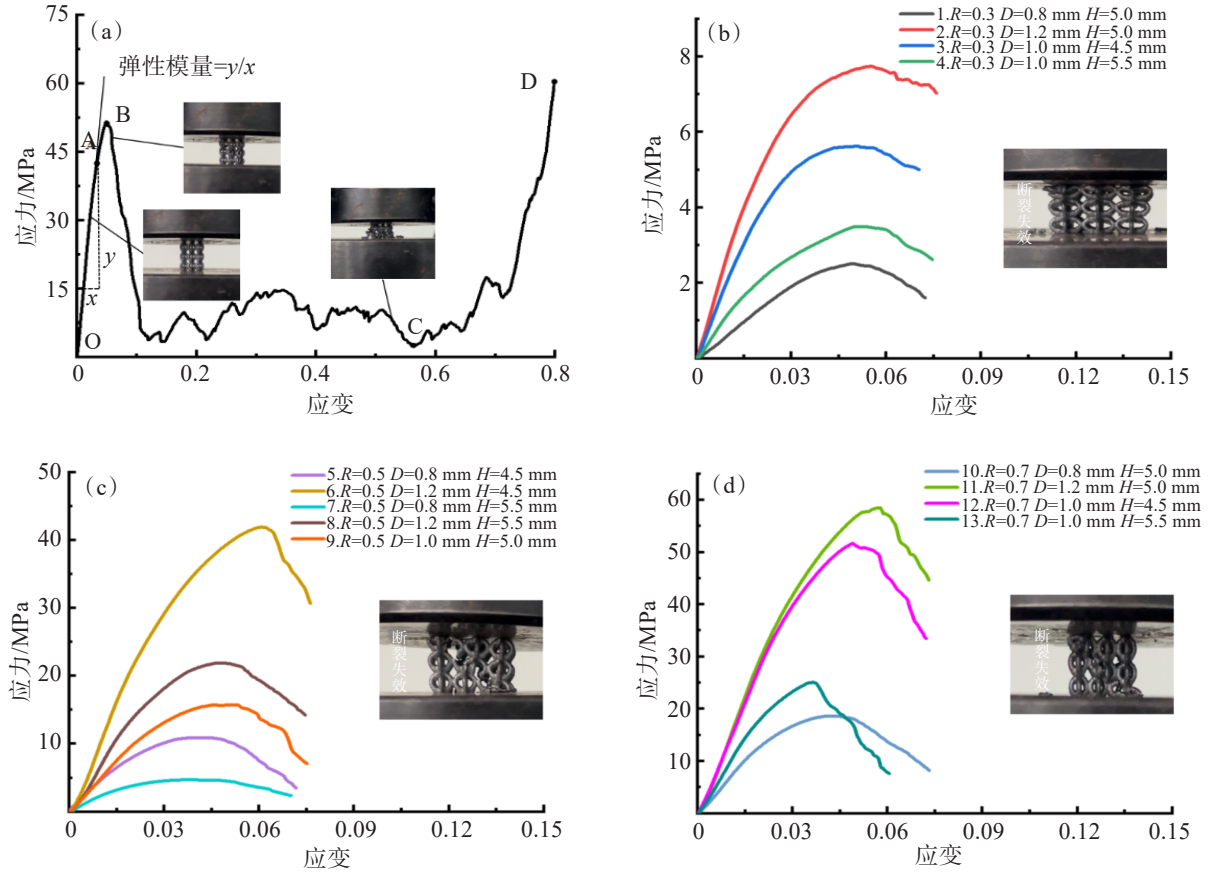 (a)
75
60
45
30
15
应力/MPa
弹性模量=y/x
A
B
C
D
O
x
y
0
0.2
0.4
0.6
0.8
应变
(b)
1.R=0.3 D=0.8 mm H=5.0 mm
2.R=0.3 D=1.2 mm H=5.0 mm
3.R=0.3 D=1.0 mm H=4.5 mm
4.R=0.3 D=1.0 mm H=5.5 mm
8
6
4
2
应力/MPa
断裂失效
0
0.03
0.06
0.09
0.12
0.15
应变
(c)
5.R=0.5 D=0.8 mm H=4.5 mm
6.R=0.5 D=1.2 mm H=4.5 mm
7.R=0.5 D=0.8 mm H=5.5 mm
8.R=0.5 D=1.2 mm H=5.5 mm
9.R=0.5 D=1.0 mm H=5.0 mm
50
40
30
20
10
应力/MPa
断裂失效
0
0.03
0.06
0.09
0.12
0.15
应变
(d)
10.R=0.7 D=0.8 mm H=5.0 mm
11.R=0.7 D=1.2 mm H=5.0 mm
12.R=0.7 D=1.0 mm H=4.5 mm
13.R=0.7 D=1.0 mm H=5.5 mm
60
50
40
30
20
10
应力/MPa
断裂失效
0
0.03
0.06
0.09
0.12
0.15
应变